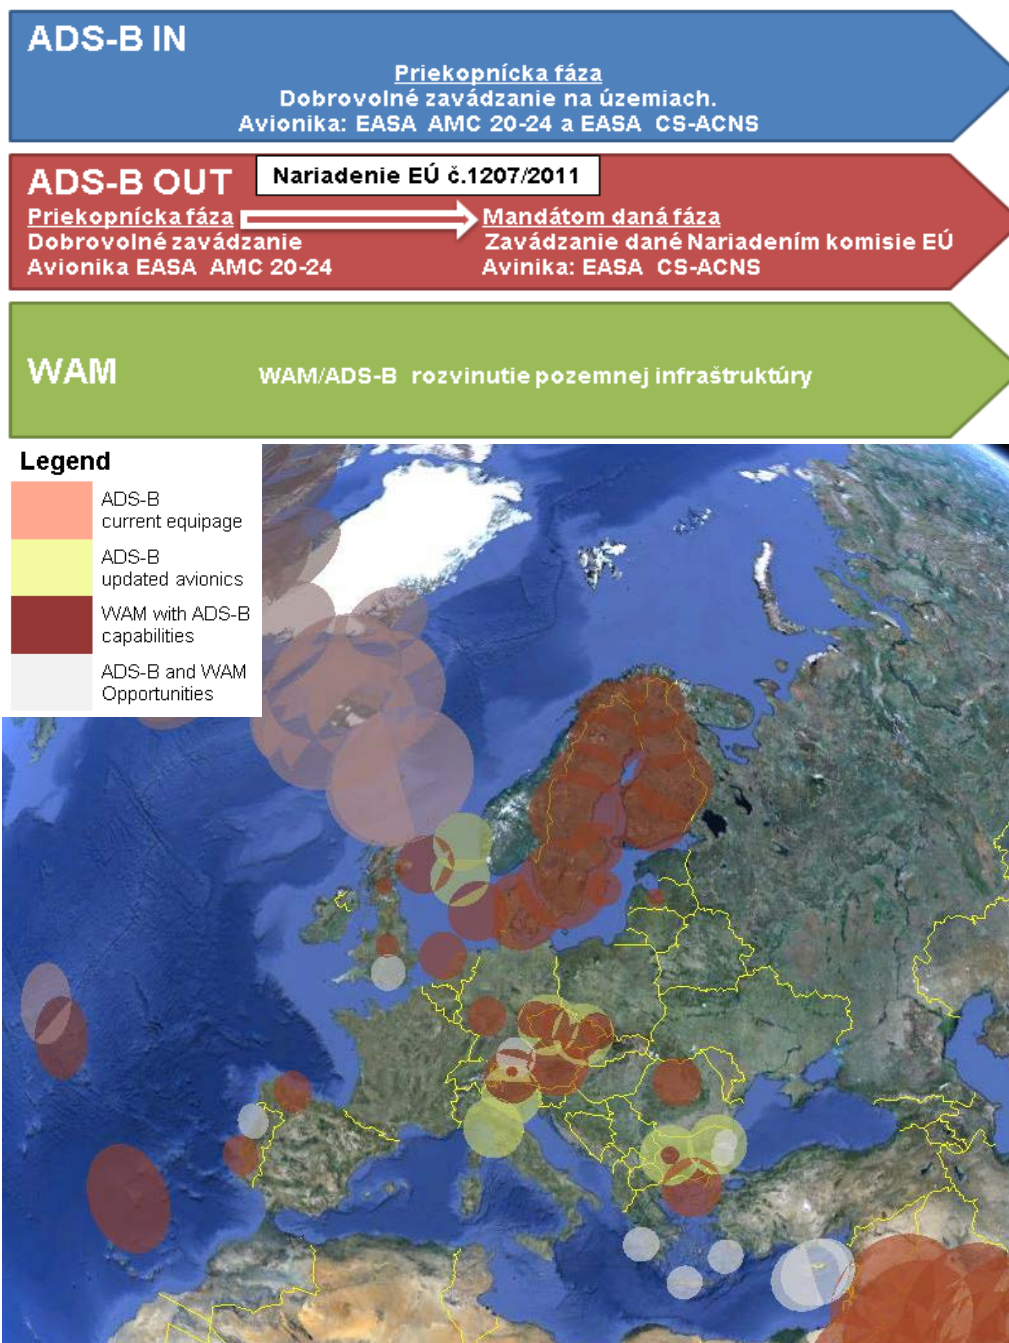 ADS-B IN
Priekopnícka fáza
Dobrovolné zavádzanie na územiach.
Avionika: EASA AMC 20-24 a EASA CS-ACNS
ADS-B OUT
Nariadenie EÚ č.1207/2011
Priekopnícka fáza
Dobrovolné zavádzanie
Avionika EASA AMC 20-24
Mandátom daná fáza
Zavádzanie dané Nariadením komisie EÚ
Avinika: EASA CS-ACNS
WAM
WAM/ADS-B rozvinutie pozemnej infraštruktúry
Legend
ADS-B
current equipage
ADS-B
updated avionics
WAM with ADS-B
capabilities
ADS-B and WAM
Opportunities